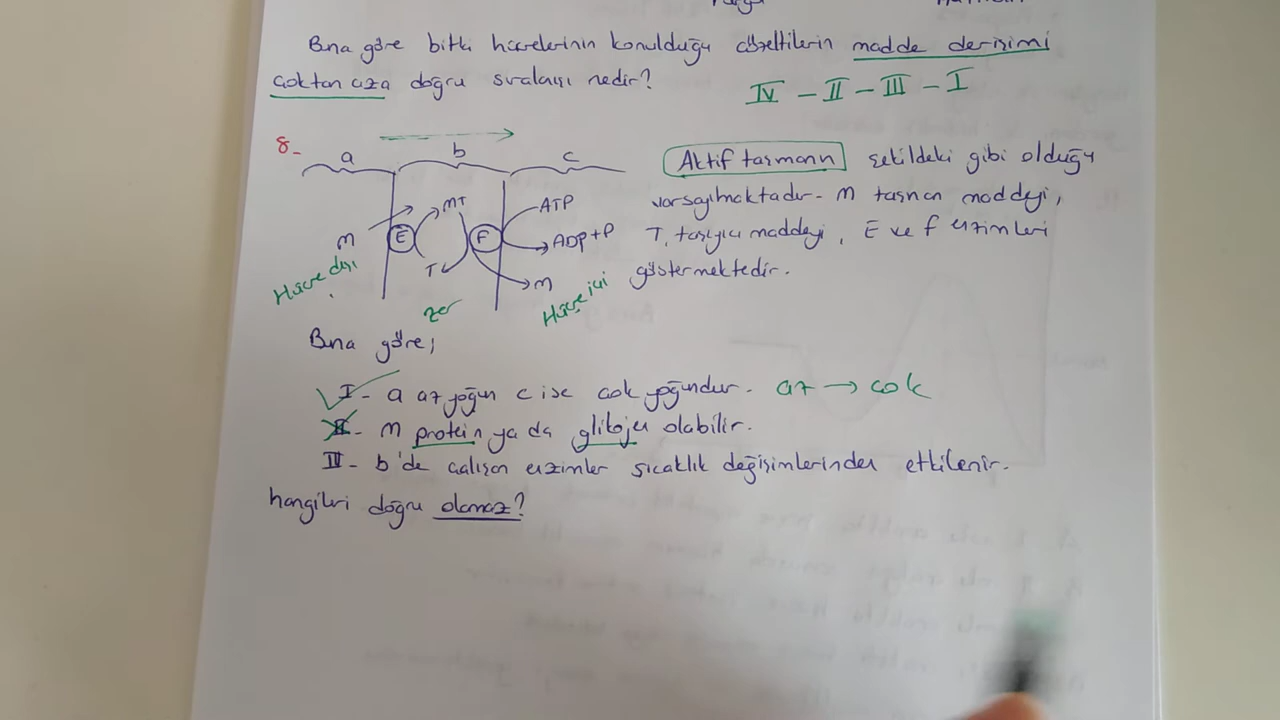 Buna göre bitki hücrelerinin konulduğu çözeltilerin madde derişimi
çoktan aza doğru sıralanışı nedir?
IV - II - III - I
8-
a b c
Aktif taşımanın şekildeki gibi olduğu
varsayılmaktadır. M taşınan maddeyi,
T, taşıyıcı maddeyi, E ve f enzimleri
göstermektedir.
MT ATP
M E F ADP+P
T M
Hücre dışı zar Hücre içi
Buna göre;
I- a az yoğun c ise çok yoğundur. az → çok
II- M protein ya da glikojen olabilir.
III- b'de çalışan enzimler sıcaklık değişimlerinden etkilenir.
hangileri doğru olamaz?